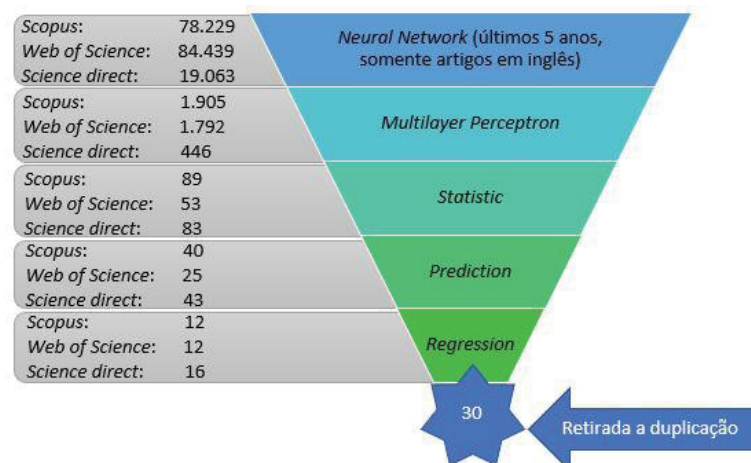 Scopus: 78.229
Web of Science: 84.439
Science direct: 19.063
Neural Network (últimos 5 anos,
somente artigos em inglês)
Scopus: 1.905
Web of Science: 1.792
Science direct: 446
Multilayer Perceptron
Scopus: 89
Web of Science: 53
Science direct: 83
Statistic
Scopus: 40
Web of Science: 25
Science direct: 43
Prediction
Scopus: 12
Web of Science: 12
Science direct: 16
Regression
30
Retirada a duplicação